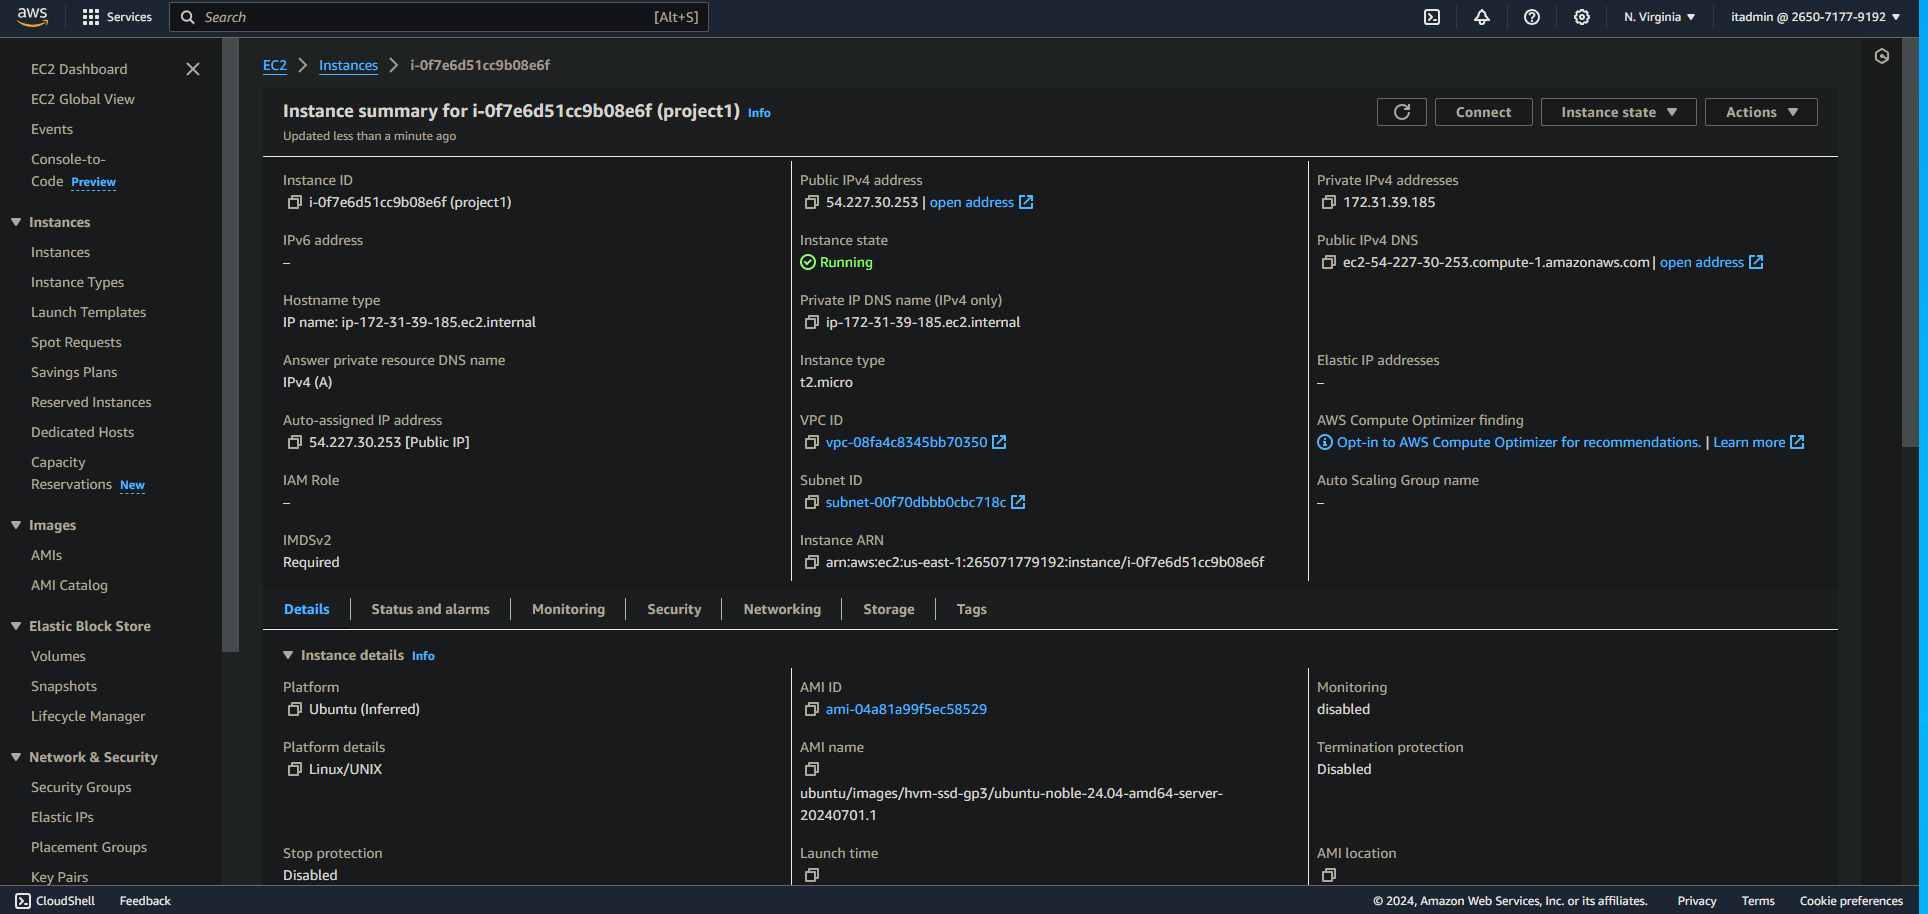 aws
Services
Search
[Alt+S]
N. Virginia
itadmin @ 2650-7177-9192
EC2 Dashboard
EC2 Global View
Events
Console-to-
Code Preview
Instances
Instances
Instance Types
Launch Templates
Spot Requests
Savings Plans
Reserved Instances
Dedicated Hosts
Capacity
Reservations New
Images
AMIs
AMI Catalog
Elastic Block Store
Volumes
Snapshots
Lifecycle Manager
Network & Security
Security Groups
Elastic IPs
Placement Groups
Key Pairs
EC2 > Instances > i-0f7e6d51cc9b08e6f
Instance summary for i-0f7e6d51cc9b08e6f (project1) Info
Updated less than a minute ago
Connect
Instance state
Actions
Instance ID
i-0f7e6d51cc9b08e6f (project1)
IPv6 address
–
Hostname type
IP name: ip-172-31-39-185.ec2.internal
Answer private resource DNS name
IPv4 (A)
Auto-assigned IP address
54.227.30.253 [Public IP]
IAM Role
–
IMDSv2
Required
Public IPv4 address
54.227.30.253 | open address
Instance state
Running
Private IP DNS name (IPv4 only)
ip-172-31-39-185.ec2.internal
Instance type
t2.micro
VPC ID
vpc-08fa4c8345bb70350
Subnet ID
subnet-00f70dbbb0cbc718c
Instance ARN
arn:aws:ec2:us-east-1:265071779192:instance/i-0f7e6d51cc9b08e6f
Private IPv4 addresses
172.31.39.185
Public IPv4 DNS
ec2-54-227-30-253.compute-1.amazonaws.com | open address
Elastic IP addresses
–
AWS Compute Optimizer finding
Opt-in to AWS Compute Optimizer for recommendations. | Learn more
Auto Scaling Group name
–
Details
Status and alarms
Monitoring
Security
Networking
Storage
Tags
Instance details Info
Platform
Ubuntu (Inferred)
Platform details
Linux/UNIX
Stop protection
Disabled
AMI ID
ami-04a81a99f5ec58529
AMI name
ubuntu/images/hvm-ssd-gp3/ubuntu-noble-24.04-amd64-server-
20240701.1
Launch time
Monitoring
disabled
Termination protection
Disabled
AMI location
CloudShell
Feedback
© 2024, Amazon Web Services, Inc. or its affiliates.
Privacy
Terms
Cookie preferences